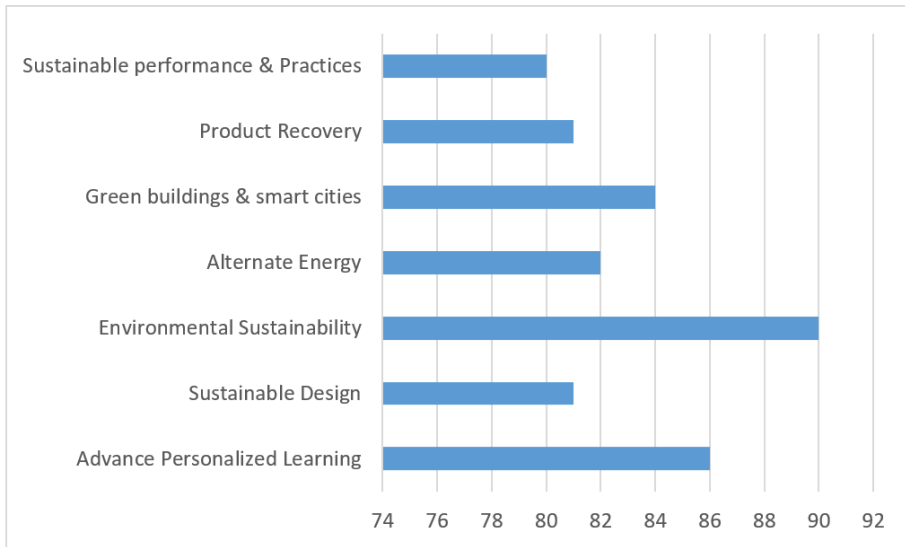 Sustainable performance & Practices
Product Recovery
Green buildings & smart cities
Alternate Energy
Environmental Sustainability
Sustainable Design
Advance Personalized Learning
74 76 78 80 82 84 86 88 90 92